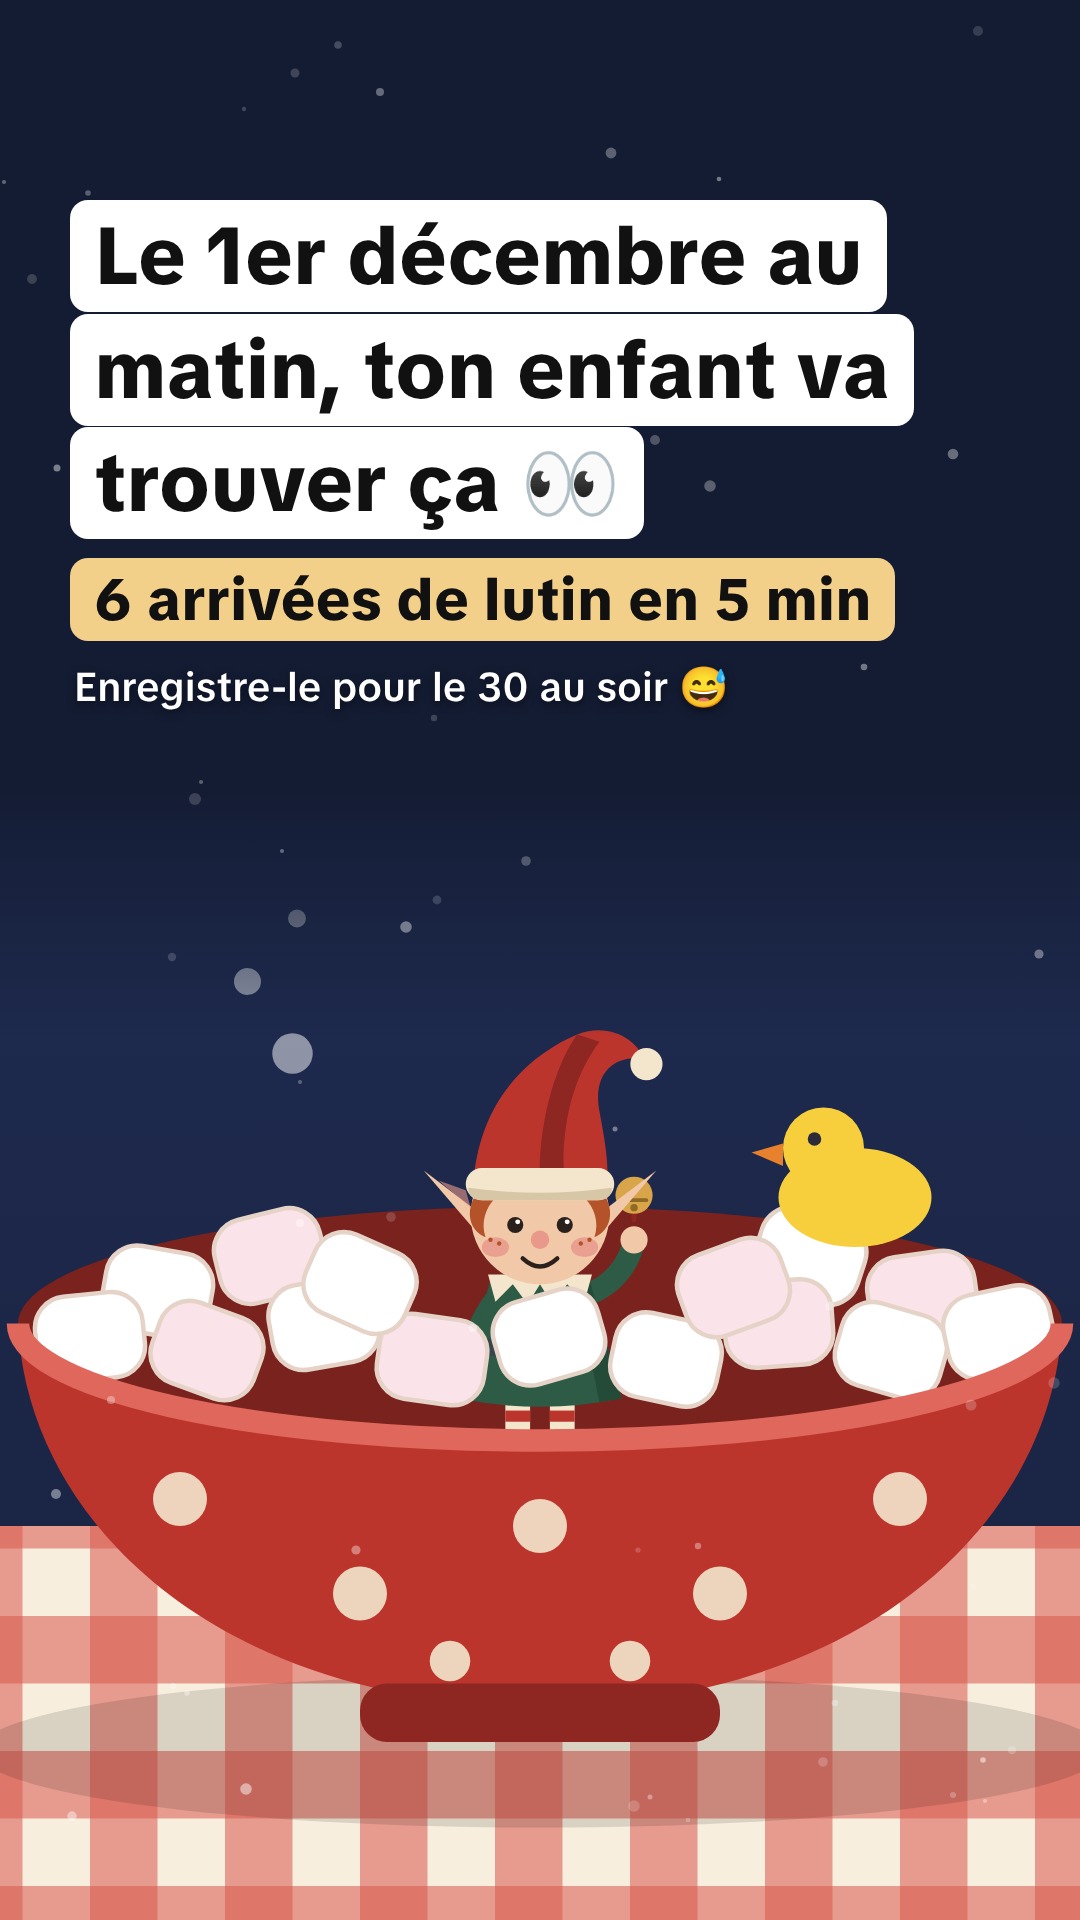 Le 1er décembre au
matin, ton enfant va
trouver ça 👀
6 arrivées de lutin en 5 min
Enregistre-le pour le 30 au soir 😅